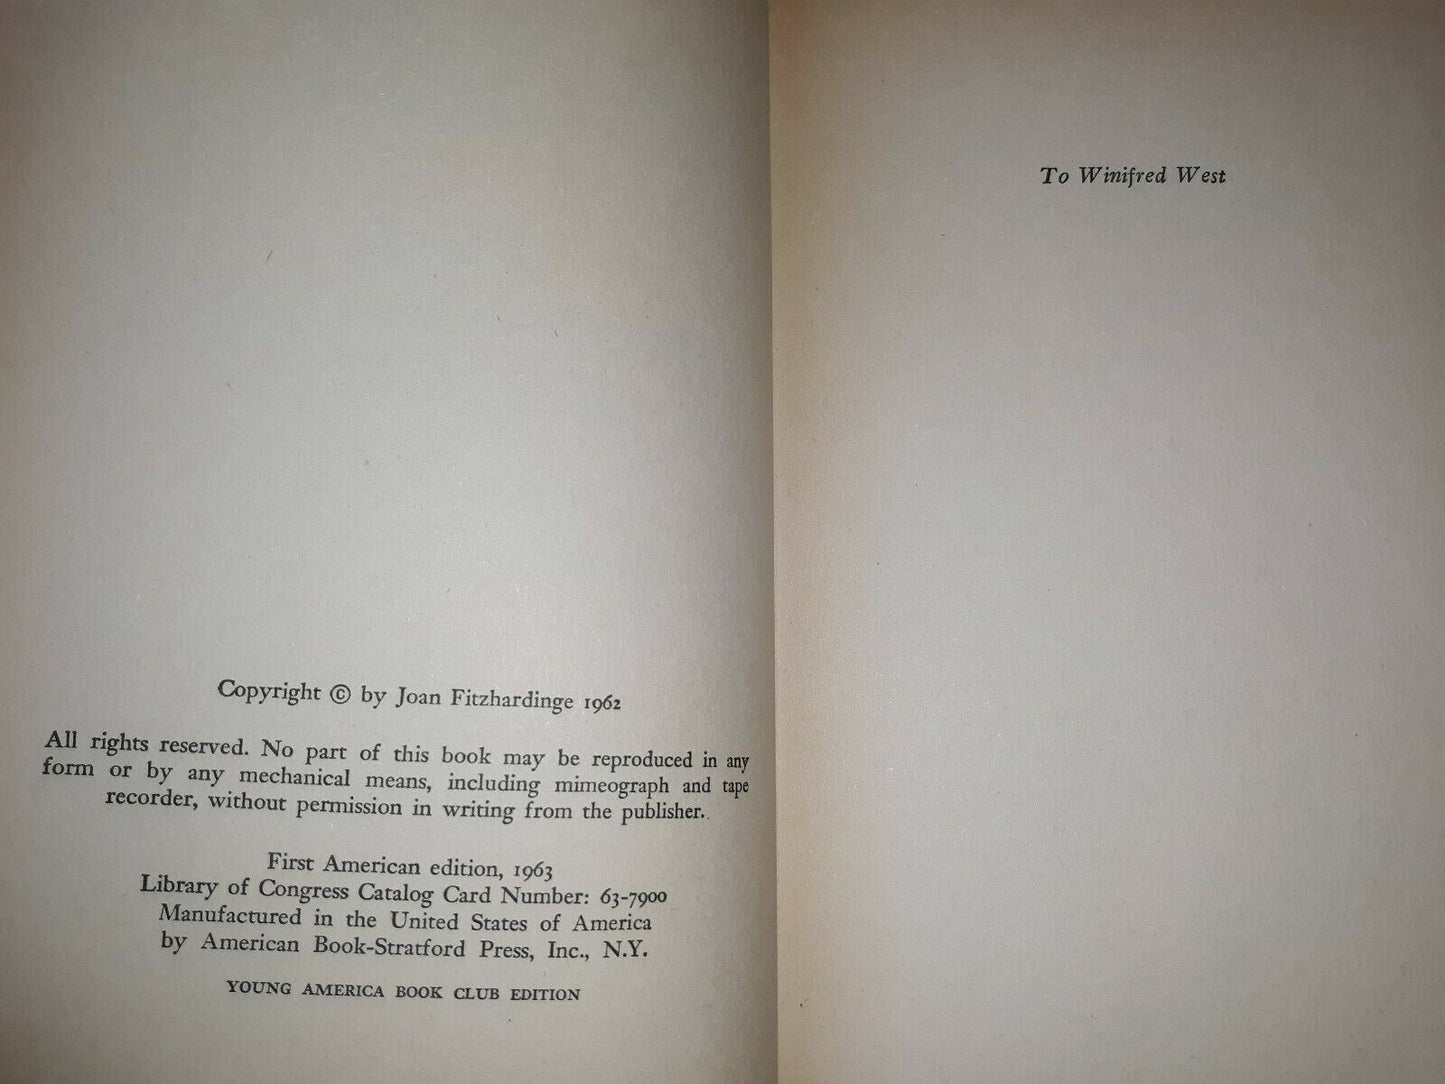 Copyright © by Joan Fitzhardinge 1962
All rights reserved. No part of this book may be reproduced in any
form or by any mechanical means, including mimeograph and tape
recorder, without permission in writing from the publisher.
First American edition, 1963
Library of Congress Catalog Card Number: 63-7900
Manufactured in the United States of America
by American Book-Stratford Press, Inc., N.Y.
YOUNG AMERICA BOOK CLUB EDITION
To Winifred West